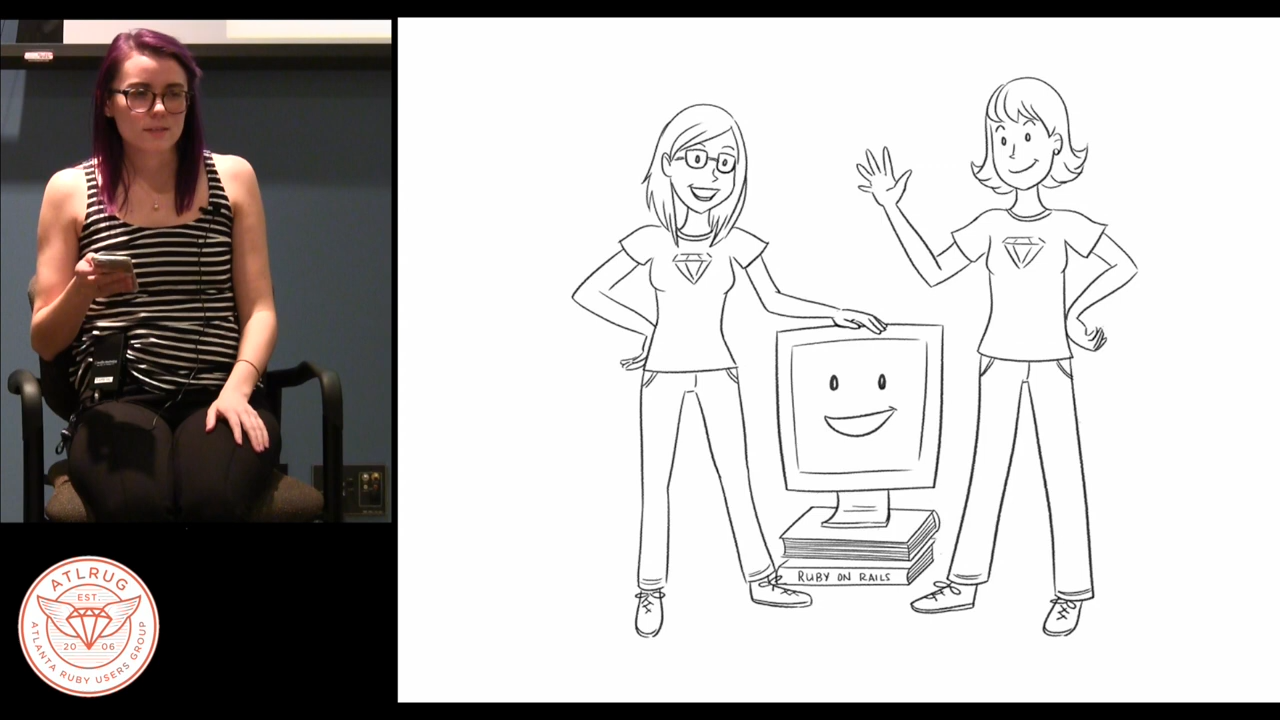 RUBY ON RAILS
ATLRUG
EST.
20 06
ATLANTA RUBY USERS GROUP